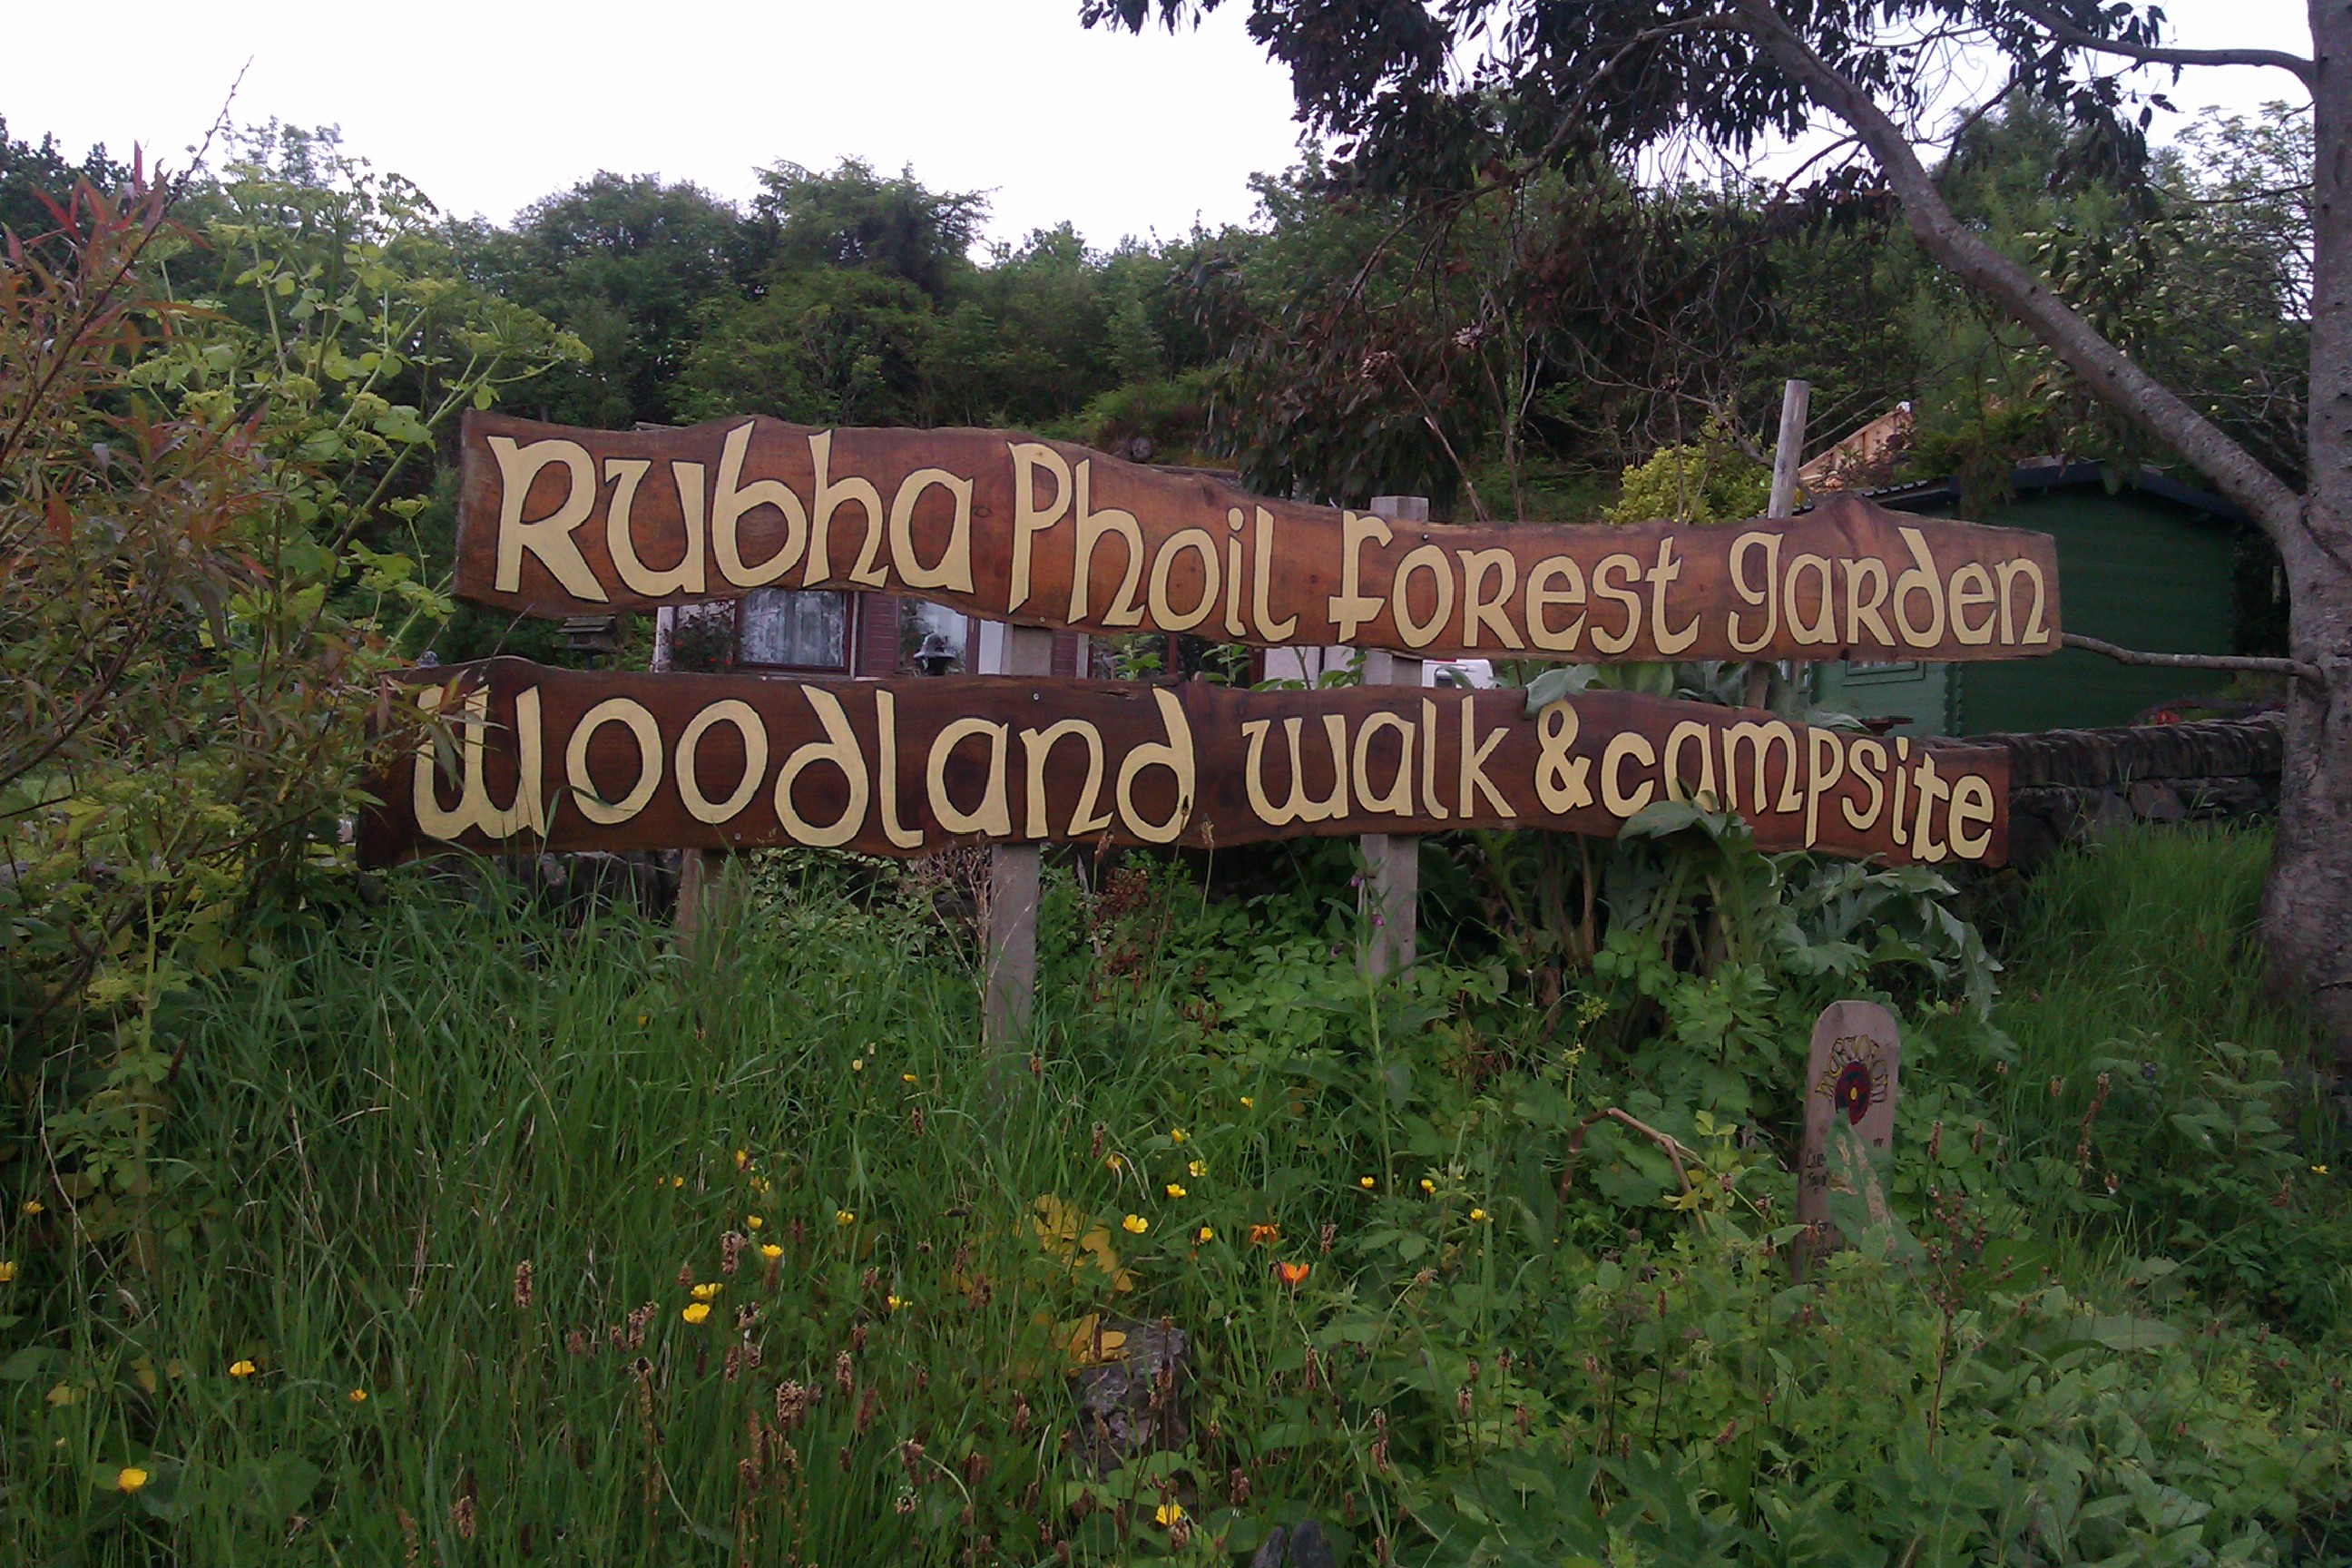 Rubha Phoil Forest garden
Woodland walk & campsite